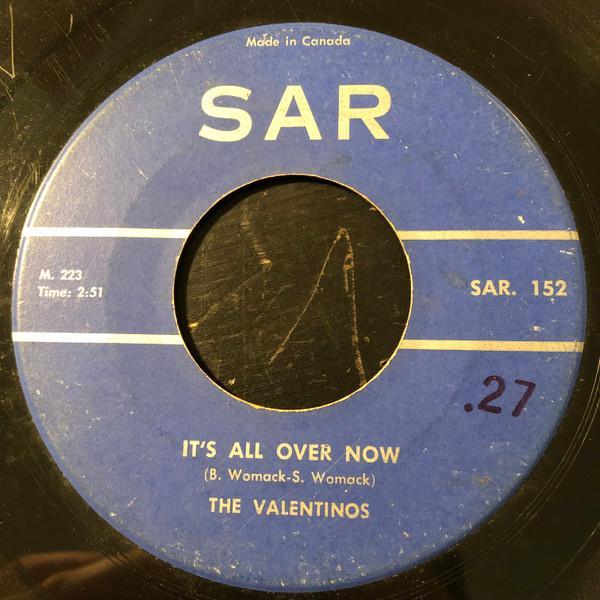 Made in Canada
SAR
M. 223
Time: 2:51
SAR. 152
.27
IT'S ALL OVER NOW
(B. Womack-S. Womack)
THE VALENTINOS